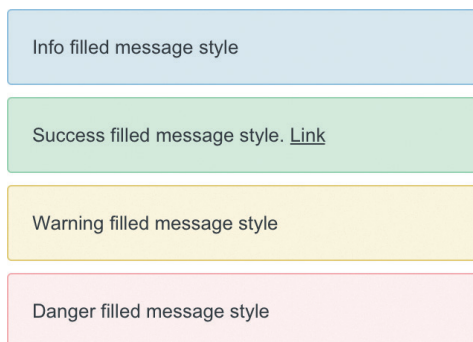 Info filled message style
Success filled message style. Link
Warning filled message style
Danger filled message style